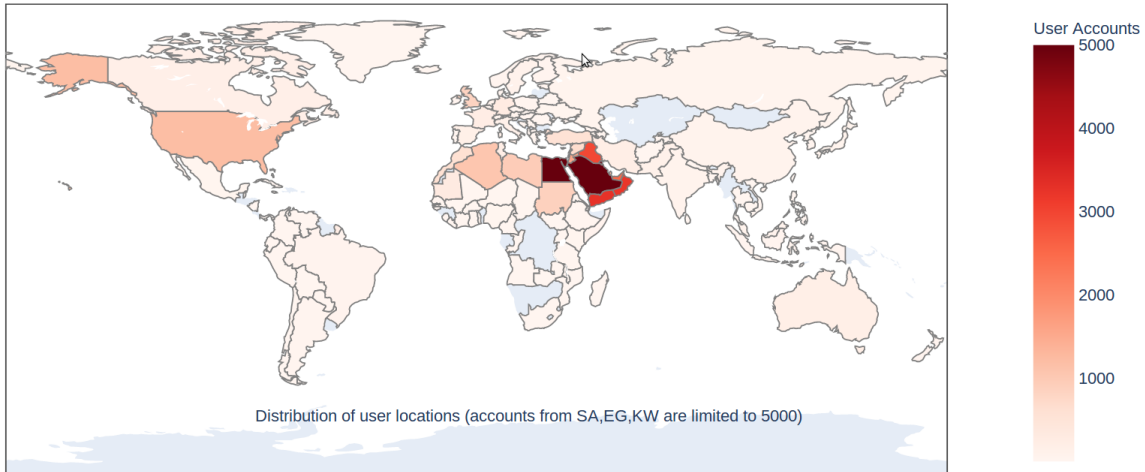 User Accounts
5000
4000
3000
2000
1000
Distribution of user locations (accounts from SA,EG,KW are limited to 5000)